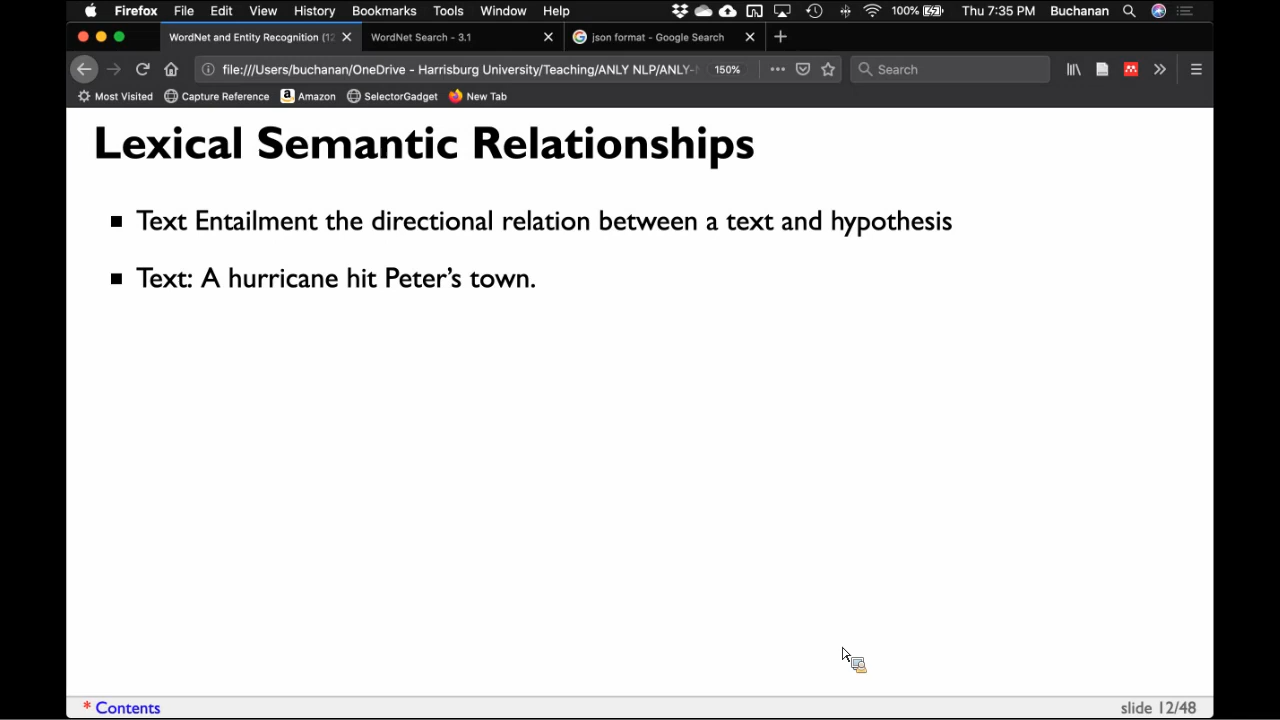 Firefox File Edit View History Bookmarks Tools Window Help 100% Thu 7:35 PM Buchanan
WordNet and Entity Recognition (12 WordNet Search - 3.1 json format - Google Search
file:///Users/buchanan/OneDrive - Harrisburg University/Teaching/ANLY NLP/ANLY- 150% Search
Most Visited Capture Reference Amazon SelectorGadget New Tab
Lexical Semantic Relationships
Text Entailment the directional relation between a text and hypothesis
Text: A hurricane hit Peter’s town.
* Contents slide 12/48